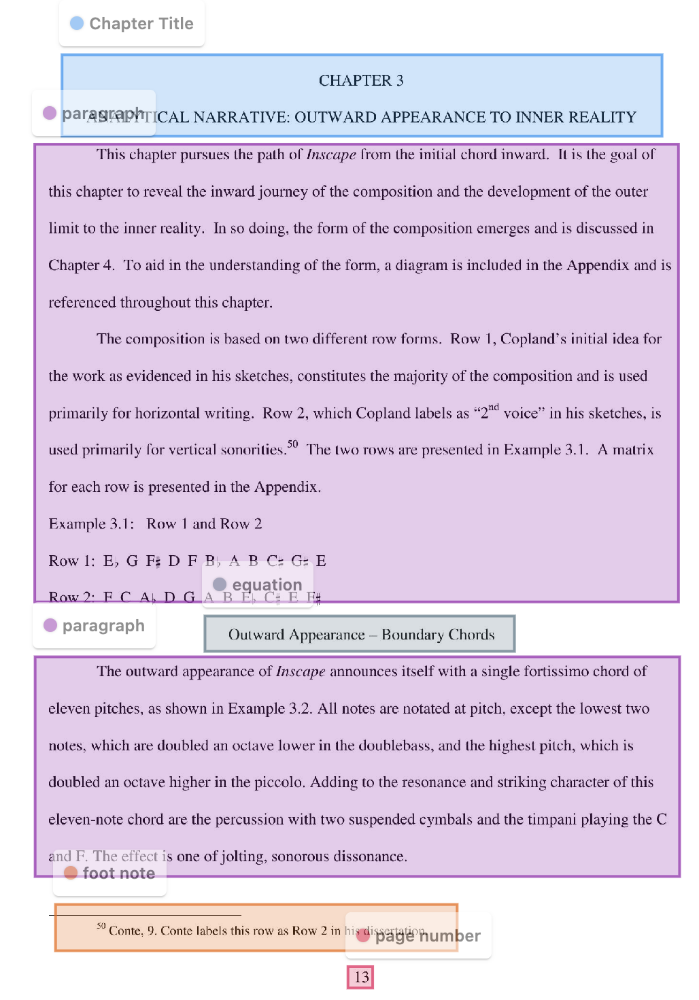 Chapter Title
CHAPTER 3
paragraph
ANALYTICAL NARRATIVE: OUTWARD APPEARANCE TO INNER REALITY
This chapter pursues the path of Inscape from the initial chord inward.  It is the goal of
this chapter to reveal the inward journey of the composition and the development of the outer
limit to the inner reality.  In so doing, the form of the composition emerges and is discussed in
Chapter 4.  To aid in the understanding of the form, a diagram is included in the Appendix and is
referenced throughout this chapter.
The composition is based on two different row forms.  Row 1, Copland’s initial idea for
the work as evidenced in his sketches, constitutes the majority of the composition and is used
primarily for horizontal writing.  Row 2, which Copland labels as “2nd voice” in his sketches, is
used primarily for vertical sonorities.50  The two rows are presented in Example 3.1.  A matrix
for each row is presented in the Appendix.
Example 3.1:   Row 1 and Row 2
Row 1:  E♭  G  F♯  D  F  B♭  A  B  C♯  G♯  E
equation
Row 2:  F  C  A♭  D  G  A  B  E♭  C♯  E  F♯
paragraph
Outward Appearance – Boundary Chords
The outward appearance of Inscape announces itself with a single fortissimo chord of
eleven pitches, as shown in Example 3.2. All notes are notated at pitch, except the lowest two
notes, which are doubled an octave lower in the doublebass, and the highest pitch, which is
doubled an octave higher in the piccolo. Adding to the resonance and striking character of this
eleven-note chord are the percussion with two suspended cymbals and the timpani playing the C
and F. The effect is one of jolting, sonorous dissonance.
foot note
50 Conte, 9. Conte labels this row as Row 2 in his dissertation.
page number
13